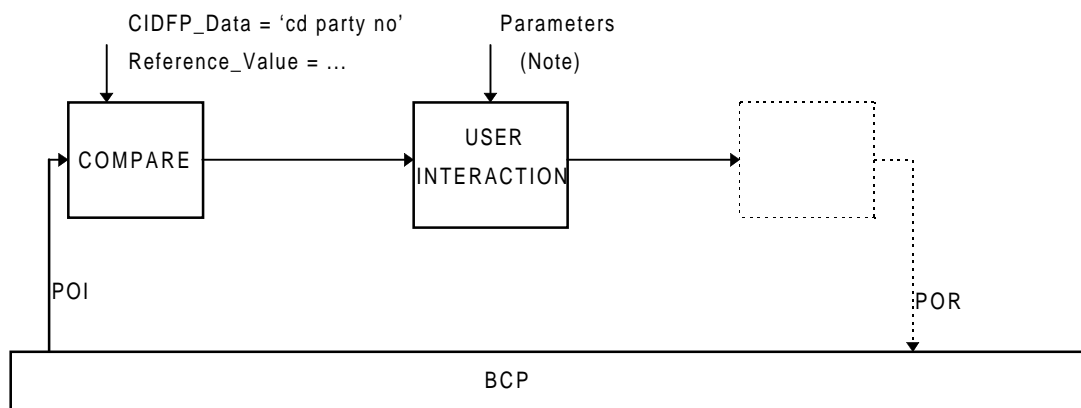 CIDFP_Data = ‘cd party no’
Reference_Value = ...
Parameters
(Note)
COMPARE
USER
INTERACTION
POI
POR
BCP